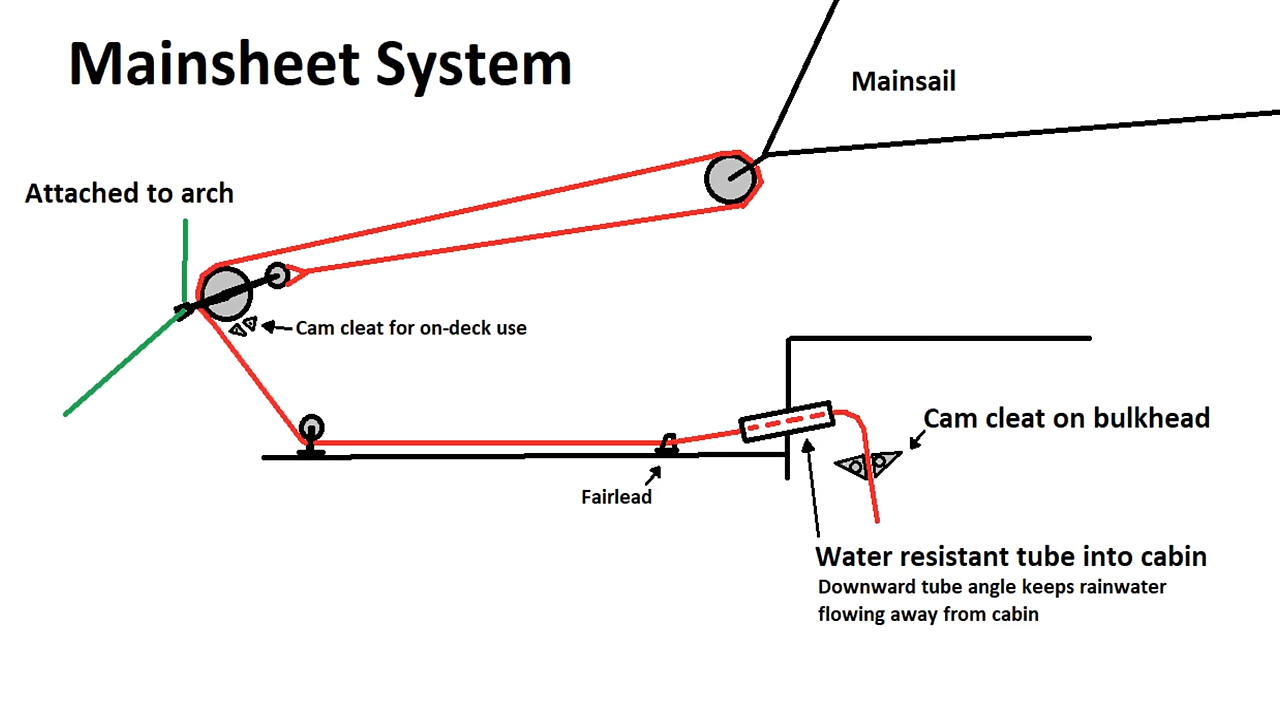 Mainsheet System
Mainsail
Attached to arch
Cam cleat for on-deck use
Cam cleat on bulkhead
Fairlead
Water resistant tube into cabin
Downward tube angle keeps rainwater
flowing away from cabin